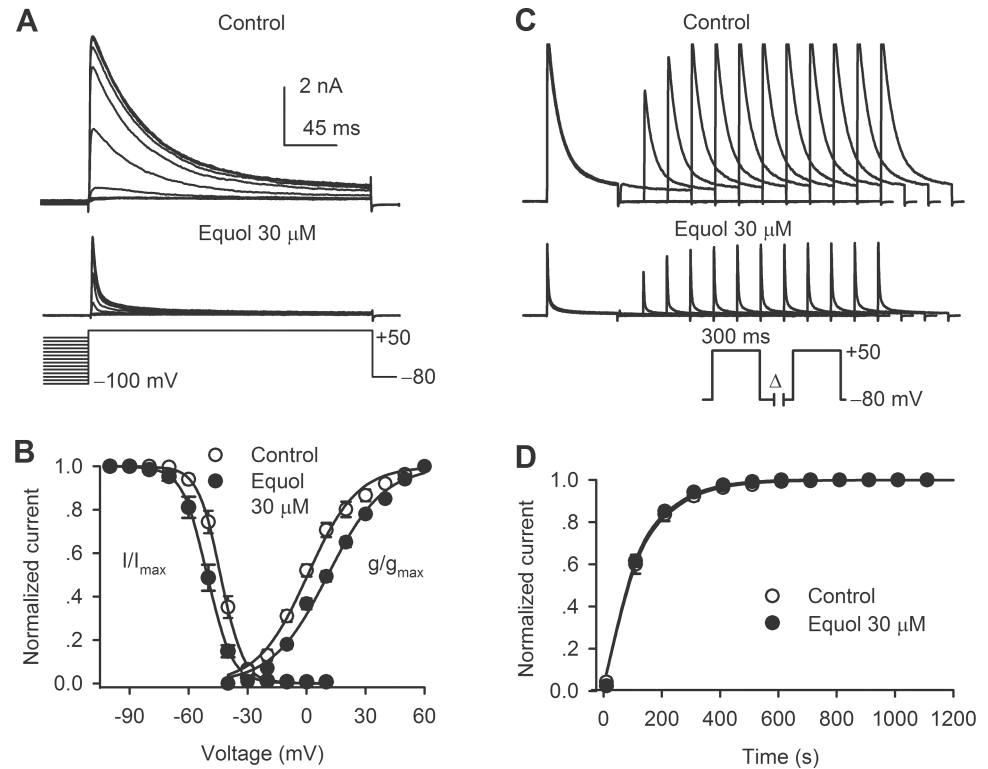 A
Control
2 nA
45 ms
Equol 30 μM
+50
−100 mV
−80
C
Control
Equol 30 μM
300 ms
+50
Δ
−80 mV
B
Control
Equol
30 μM
I/Imax
g/gmax
Normalized current
1.0
.8
.6
.4
.2
0.0
-90 -60 -30 0 30 60
Voltage (mV)
D
Normalized current
1.0
.8
.6
.4
.2
0.0
Control
Equol 30 μM
0 200 400 600 800 1000 1200
Time (s)